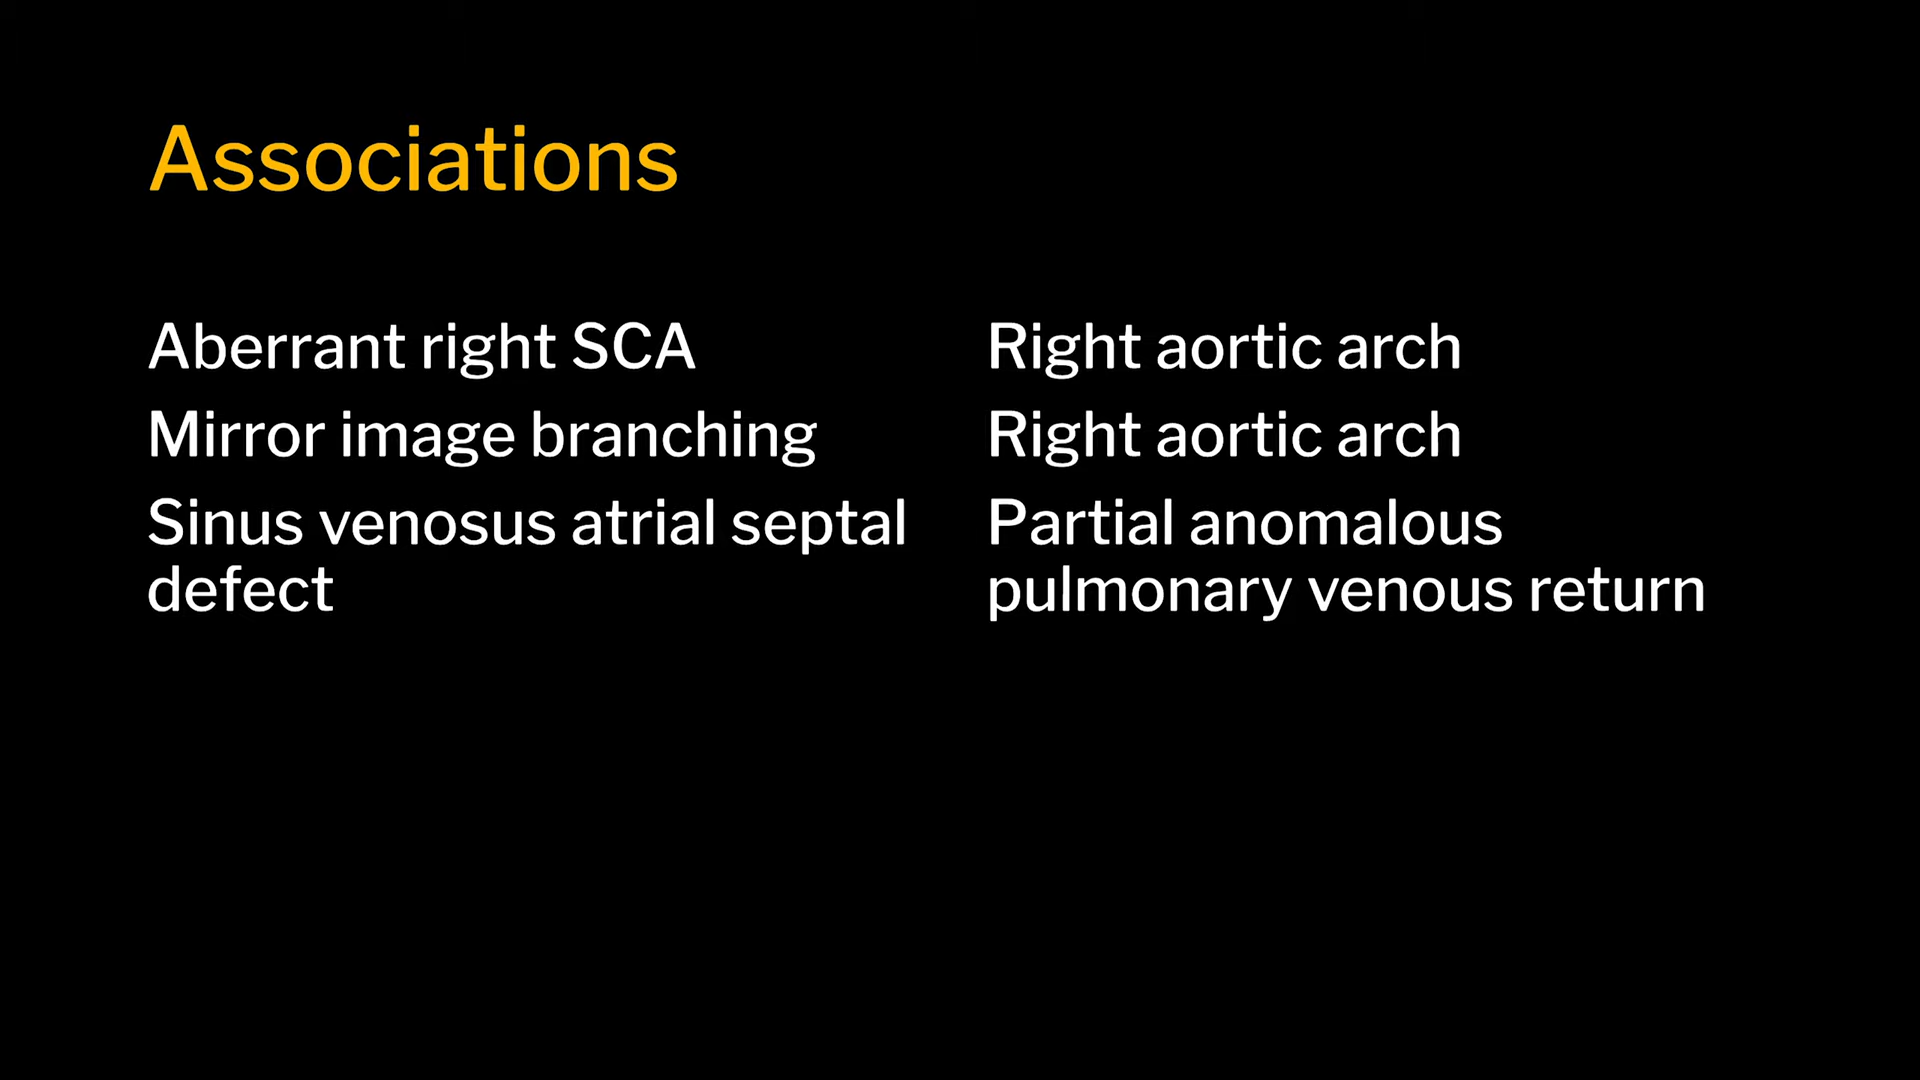 Associations
Aberrant right SCA
Right aortic arch
Mirror image branching
Right aortic arch
Sinus venosus atrial septal
defect
Partial anomalous
pulmonary venous return